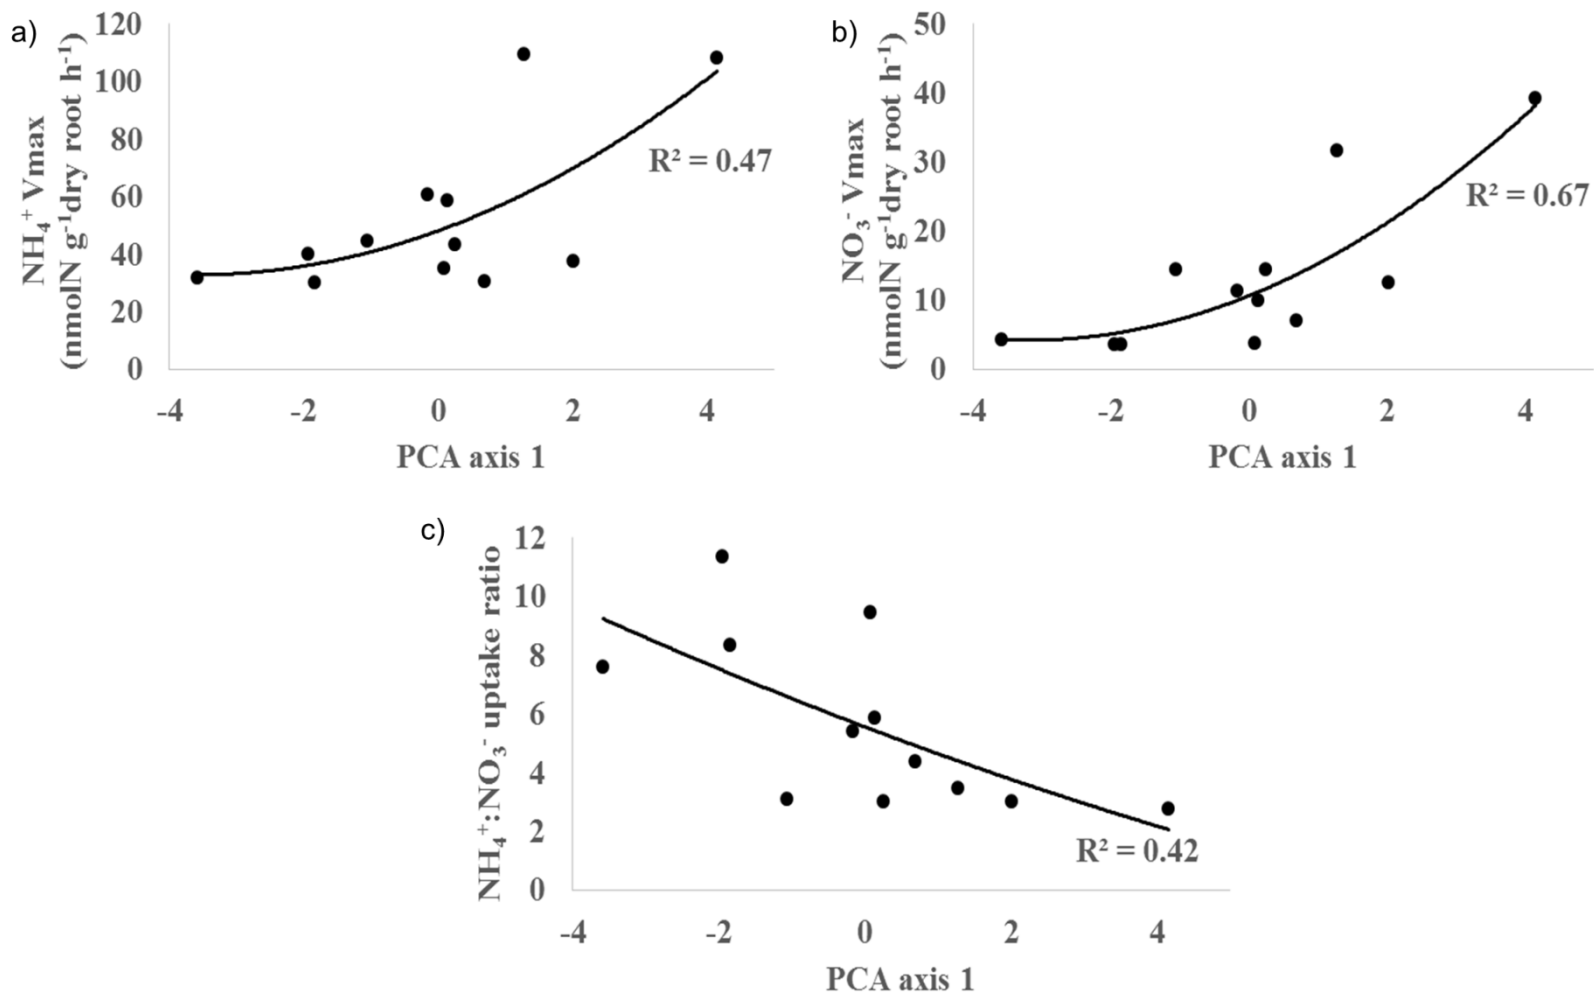 a)
NH₄⁺ Vmax
(nmolN g⁻¹dry root h⁻¹)
120
100
80
60
40
20
0
-4 -2 0 2 4
PCA axis 1
R² = 0.47
b)
NO₃⁻ Vmax
(nmolN g⁻¹dry root h⁻¹)
50
40
30
20
10
0
-4 -2 0 2 4
PCA axis 1
R² = 0.67
c)
NH₄⁺:NO₃⁻ uptake ratio
12
10
8
6
4
2
0
-4 -2 0 2 4
PCA axis 1
R² = 0.42